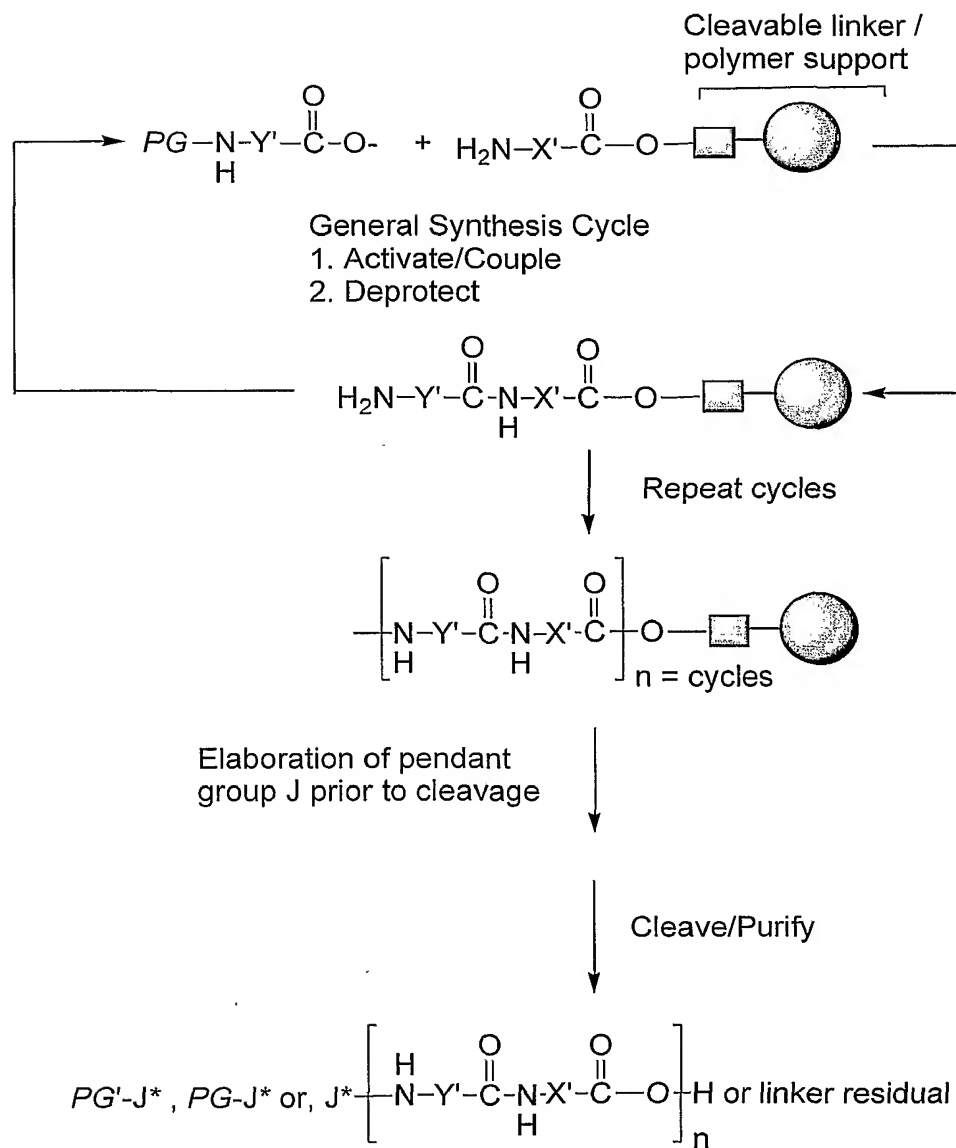 Cleavable linker /
polymer support
PG–N–Y'–C–O- + H₂N–X'–C–O
H
O
O
General Synthesis Cycle
1. Activate/Couple
2. Deprotect
O
O
H₂N–Y'–C–N–X'–C–O
H
Repeat cycles
O
O
N–Y'–C–N–X'–C–O
H
H
n = cycles
Elaboration of pendant
group J prior to cleavage
Cleave/Purify
H
O
O
PG'-J* , PG-J* or, J*–N–Y'–C–N–X'–C–O–H or linker residual
H
n